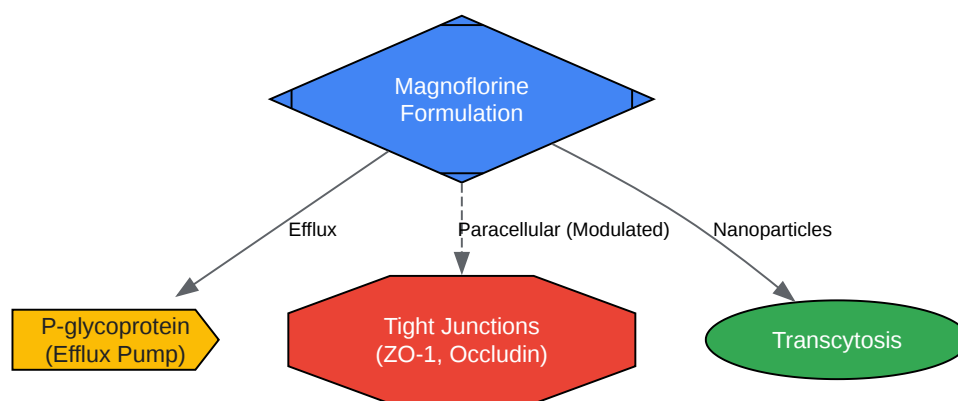 Magnoflorine
Formulation
Efflux
Paracellular (Modulated)
Nanoparticles
P-glycoprotein
(Efflux Pump)
Tight Junctions
(ZO-1, Occludin)
Transcytosis